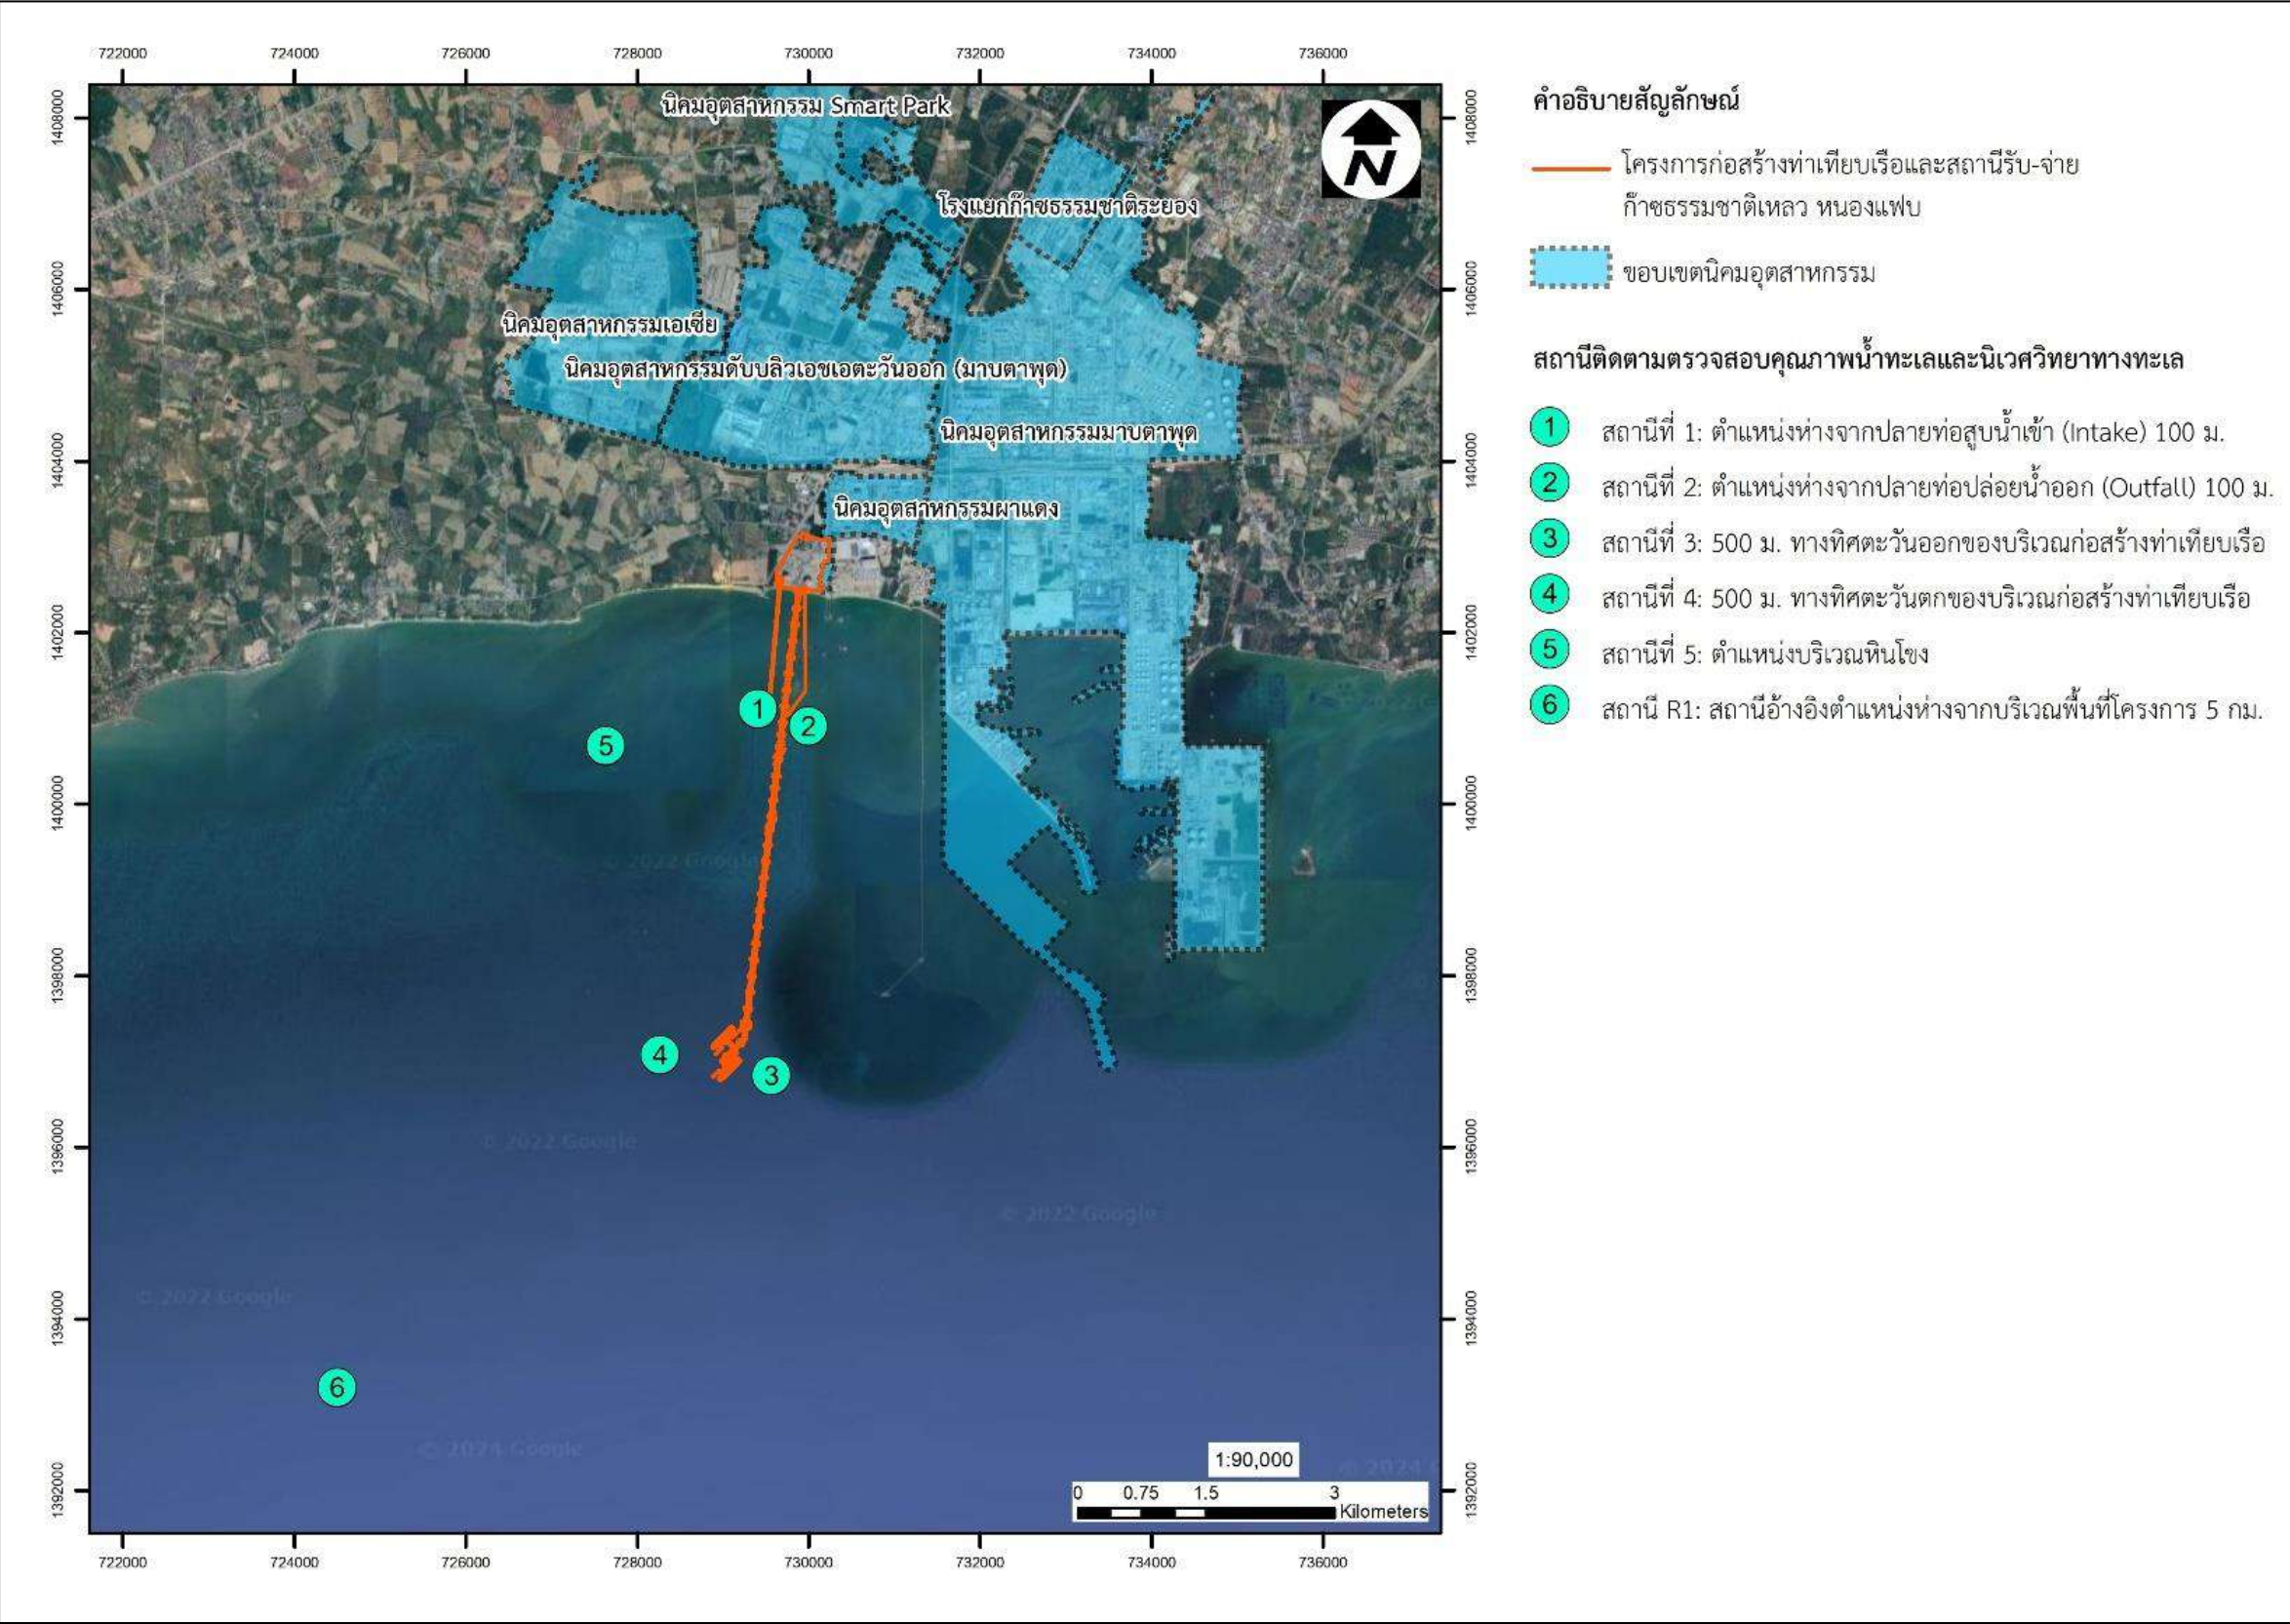 722000 724000 726000 728000 730000 732000 734000 736000
1408000
1406000
1404000
1402000
1400000
1398000
1396000
1394000
1392000
นิคมอุตสาหกรรม Smart Park
โรงแยกก๊าซธรรมชาติระยอง
นิคมอุตสาหกรรมเอเซีย
นิคมอุตสาหกรรมดับบลิวเอชเอตะวันออก (มาบตาพุด)
นิคมอุตสาหกรรมมาบตาพุด
นิคมอุตสาหกรรมผาแดง
N
1
2
5
© 2022 Google
4
3
© 2022 Google
© 2022 Google
© 2022 Google
6
© 2024 Google
1:90,000
0 0.75 1.5 3
Kilometers
1408000
1406000
1404000
1402000
1400000
1398000
1396000
1394000
1392000
722000 724000 726000 728000 730000 732000 734000 736000
คำอธิบายสัญลักษณ์
โครงการก่อสร้างท่าเทียบเรือและสถานีรับ-จ่าย
ก๊าซธรรมชาติเหลว หนองแฟบ
ขอบเขตนิคมอุตสาหกรรม
สถานีติดตามตรวจสอบคุณภาพน้ำทะเลและนิเวศวิทยาทางทะเล
1 สถานีที่ 1: ตำแหน่งห่างจากปลายท่อสูบน้ำเข้า (Intake) 100 ม.
2 สถานีที่ 2: ตำแหน่งห่างจากปลายท่อปล่อยน้ำออก (Outfall) 100 ม.
3 สถานีที่ 3: 500 ม. ทางทิศตะวันออกของบริเวณก่อสร้างท่าเทียบเรือ
4 สถานีที่ 4: 500 ม. ทางทิศตะวันตกของบริเวณก่อสร้างท่าเทียบเรือ
5 สถานีที่ 5: ตำแหน่งบริเวณหินโขง
6 สถานี R1: สถานีอ้างอิงตำแหน่งห่างจากบริเวณพื้นที่โครงการ 5 กม.